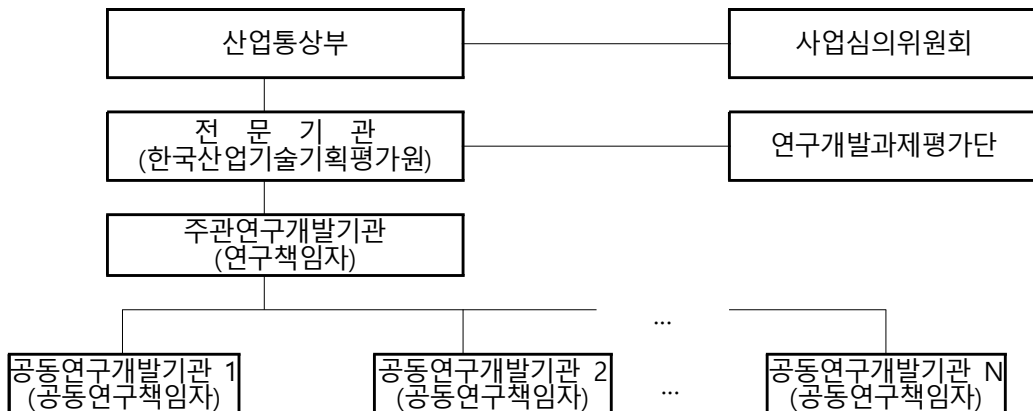 산업통상부
사업심의위원회
전 문 기 관
(한국산업기술기획평가원)
연구개발과제평가단
주관연구개발기관
(연구책임자)
...
공동연구개발기관 1
(공동연구책임자)
공동연구개발기관 2
(공동연구책임자)
...
공동연구개발기관 N
(공동연구책임자)